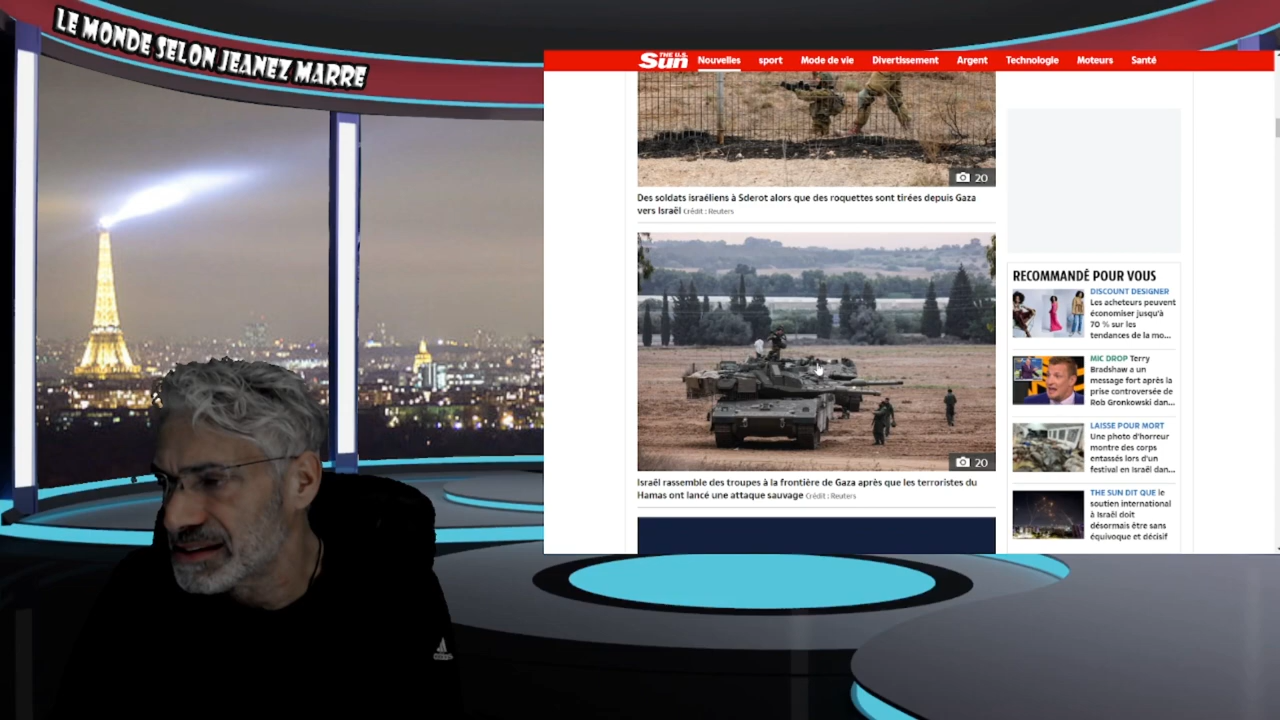 LE MONDE SELON JEANEZ MARRE
THE U.S. Sun
Nouvelles sport Mode de vie Divertissement Argent Technologie Moteurs Santé
20
Des soldats israéliens à Sderot alors que des roquettes sont tirées depuis Gaza
vers Israël Crédit : Reuters
20
Israël rassemble des troupes à la frontière de Gaza après que les terroristes du
Hamas ont lancé une attaque sauvage Crédit : Reuters
RECOMMANDÉ POUR VOUS
DISCOUNT DESIGNER
Les acheteurs peuvent
économiser jusqu'à
70 % sur les
tendances de la mo...
MIC DROP Terry
Bradshaw a un
message fort après la
prise controversée de
Rob Gronkowski dan...
LAISSE POUR MORT
Une photo d'horreur
montre des corps
entassés lors d'un
festival en Israël dan...
THE SUN DIT QUE le
soutien international
à Israël doit
désormais être sans
équivoque et décisif